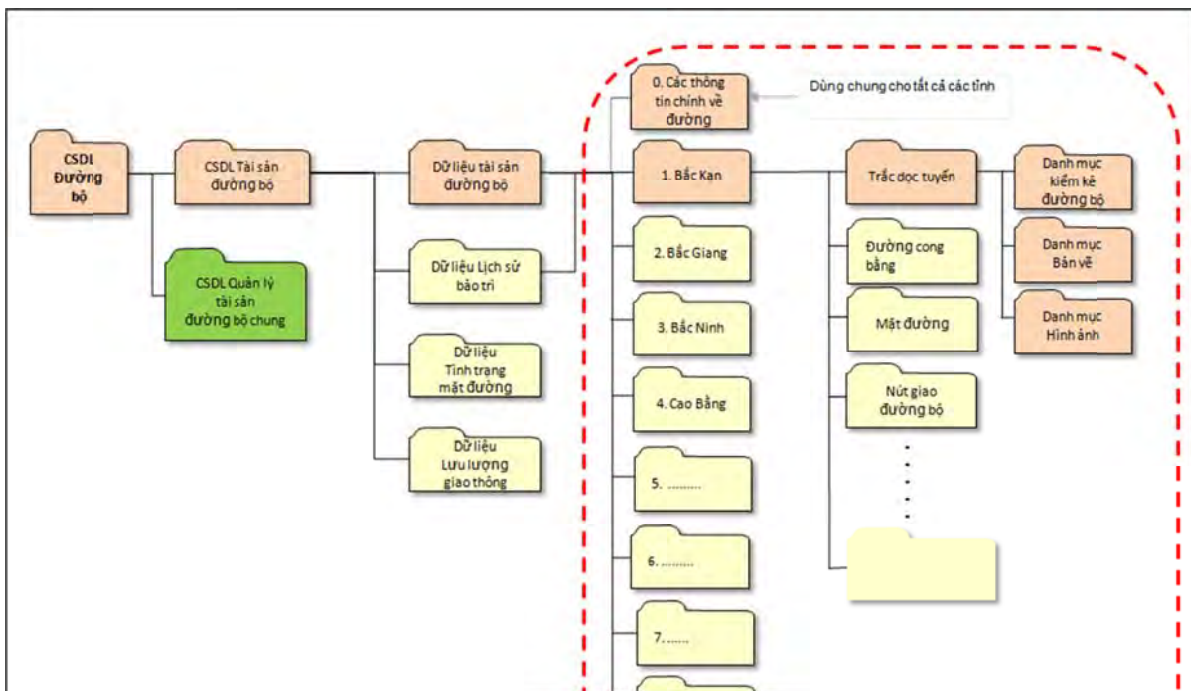 CSDL
Đường
bộ
CSDL Tài sản
đường bộ
CSDL Quản lý
tài sản
đường bộ chung
Dữ liệu tài sản
đường bộ
Dữ liệu Lịch sử
bảo trì
Dữ liệu
Tình trạng
mặt đường
Dữ liệu
Lưu lượng
giao thông
0. Các thông
tin chính về
đường
Dùng chung cho tất cả các tỉnh
1. Bắc Kạn
2. Bắc Giang
3. Bắc Ninh
4. Cao Bằng
5. .........
6. .........
7. ......
Trắc dọc tuyến
Đường cong
bằng
Mặt đường
Nút giao
đường bộ
Danh mục
kiểm kê
đường bộ
Danh mục
Bản vẽ
Danh mục
Hình ảnh